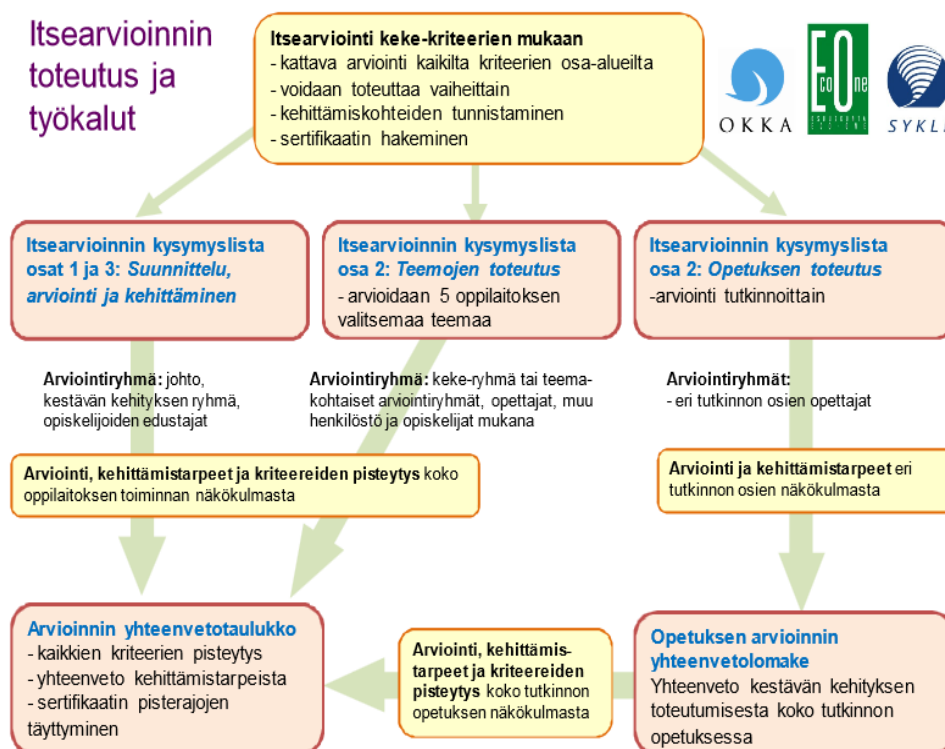 Itsearvioinnin
toteutus ja
työkalut
Itsearviointi keke-kriteerien mukaan
- kattava arviointi kaikilta kriteerien osa-alueilta
- voidaan toteuttaa vaiheittain
- kehittämiskohteiden tunnistaminen
- sertifikaatin hakeminen
OKKA
EcoOne
SYKLI
Itsearvioinnin kysymyslista
osat 1 ja 3: Suunnittelu,
arviointi ja kehittäminen
Itsearvioinnin kysymyslista
osa 2: Teemojen toteutus
- arvioidaan 5 oppilaitoksen
valitsemaa teemaa
Itsearvioinnin kysymyslista
osa 2: Opetuksen toteutus
-arviointi tutkinnoittain
Arviointiryhmä: johto,
kestävän kehityksen ryhmä,
opiskelijoiden edustajat
Arviointiryhmä: keke-ryhmä tai teema-
kohtaiset arviointiryhmät, opettajat, muu
henkilöstö ja opiskelijat mukana
Arviointiryhmät:
- eri tutkinnon osien opettajat
Arviointi, kehittämistarpeet ja kriteereiden pisteytys koko
oppilaitoksen toiminnan näkökulmasta
Arviointi ja kehittämistarpeet eri
tutkinnon osien näkökulmasta
Arvioinnin yhteenvetotaulukko
- kaikkien kriteerien pisteytys
- yhteenveto kehittämistarpeista
- sertifikaatin pisterajojen
täyttyminen
Arviointi, kehittämis-
tarpeet ja kriteereiden
pisteytys koko tutkinnon
opetuksen näkökulmasta
Opetuksen arvioinnin
yhteenvetolomake
Yhteenveto kestävän kehityksen
toteutumisesta koko tutkinnon
opetuksessa